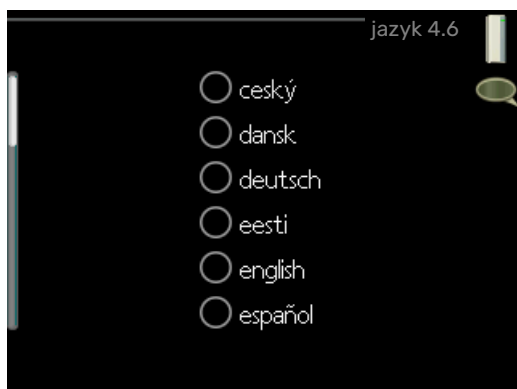 jazyk 4.6
ceský
dansk
deutsch
eesti
english
español